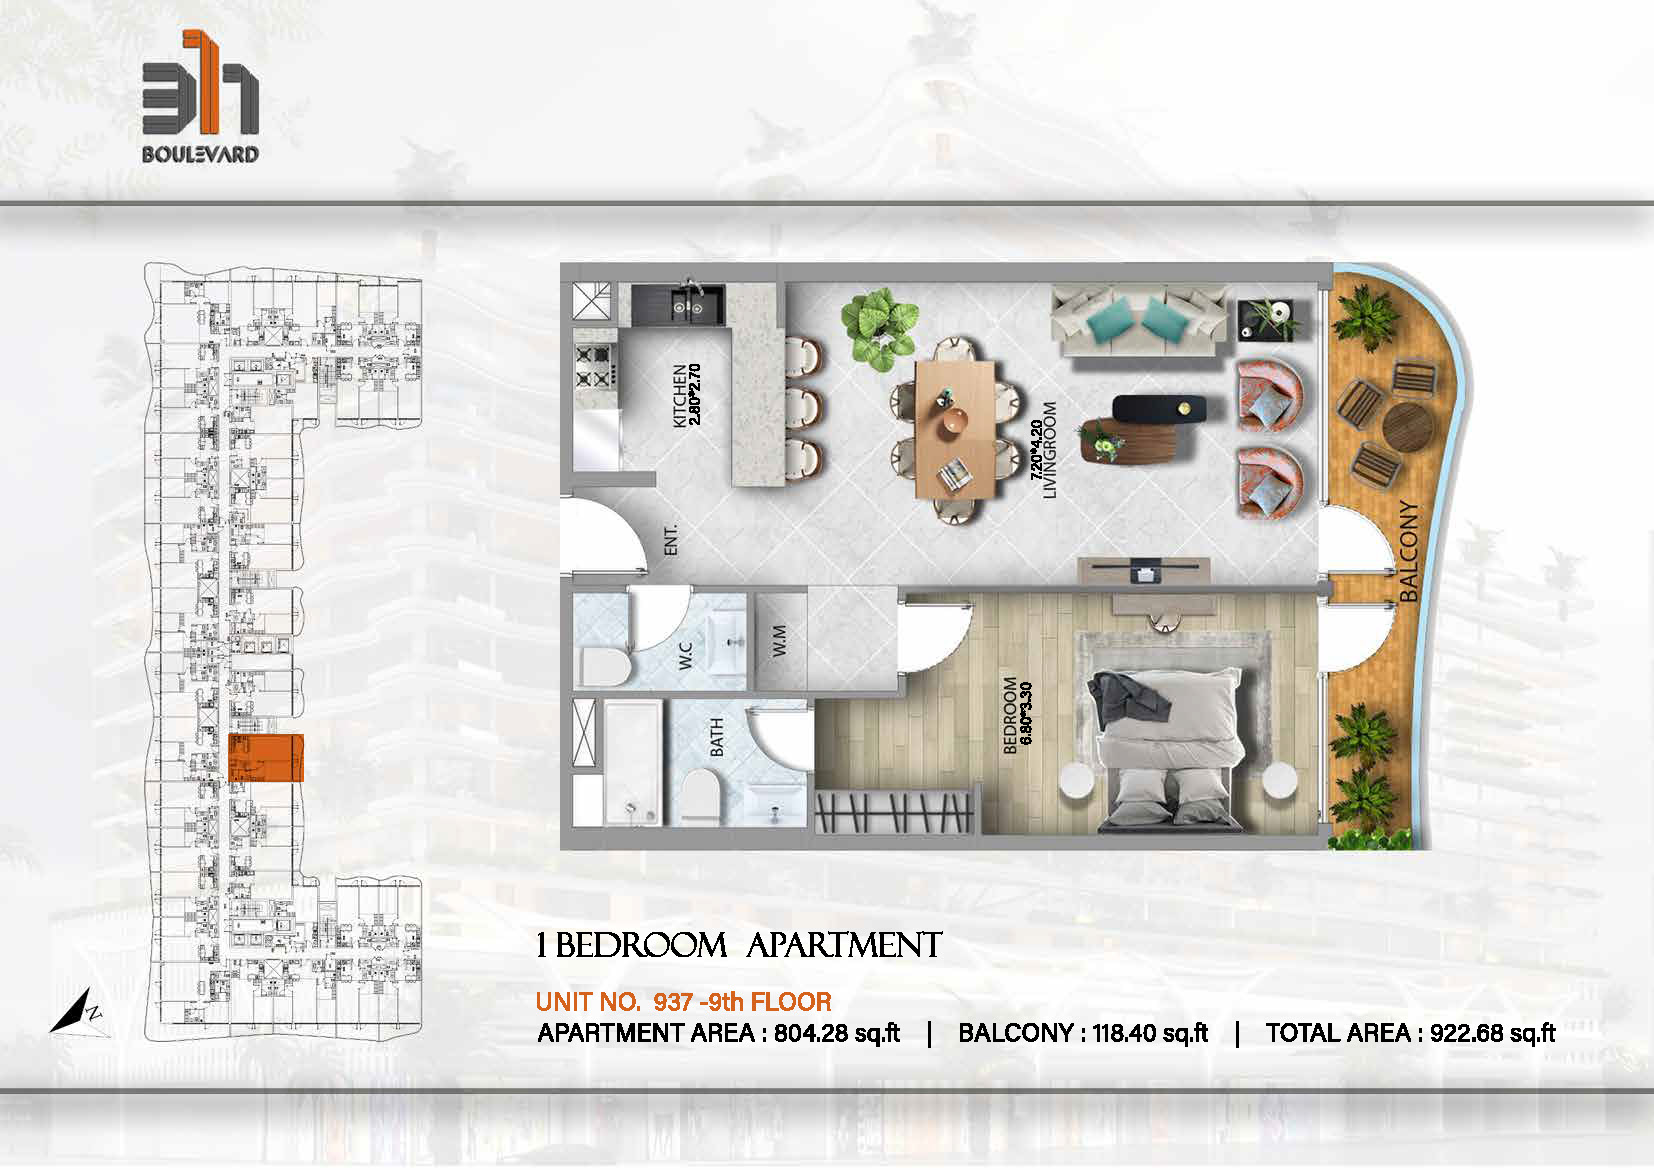 311
BOULEVARD
KITCHEN
2.80*2.70
7.20*4.20
LIVINGROOM
ENT.
BALCONY
W.C
W.M
BATH
BEDROOM
6.80*3.30
N
1 BEDROOM APARTMENT
UNIT NO. 937 -9th FLOOR
APARTMENT AREA : 804.28 sq.ft | BALCONY : 118.40 sq.ft | TOTAL AREA : 922.68 sq.ft